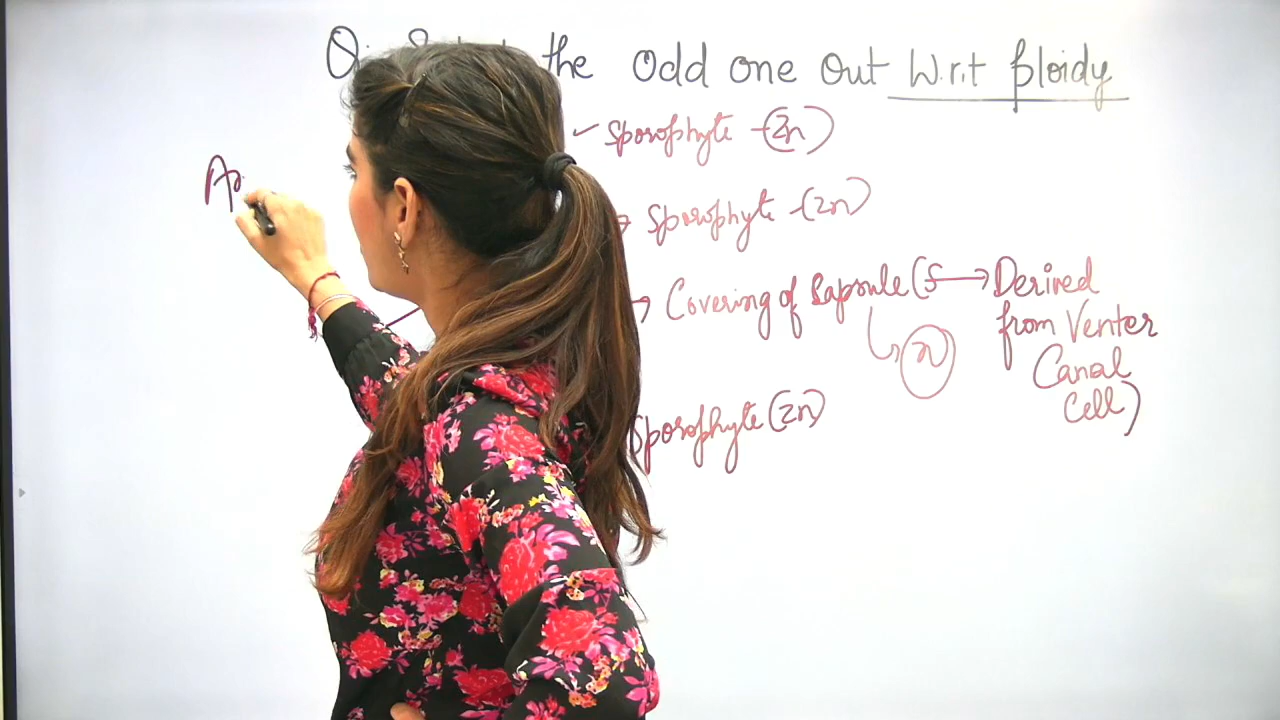 Q. the Odd one Out W.r.t ploidy
Sporophyte - (2n)
Ap
Sporophyte - (2n)
Covering of Capsule ( → Derived
from Venter
Canal
Cell)
n
Sporophyte (2n)